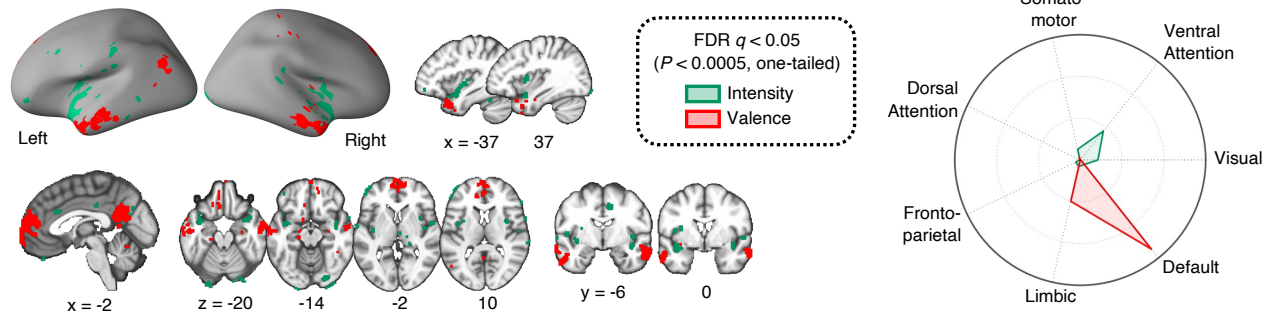 Left
Right
x = -37
37
FDR q < 0.05
(P < 0.0005, one-tailed)
Intensity
Valence
x = -2
z = -20
-14
-2
10
y = -6
0
motor
Ventral
Attention
Dorsal
Attention
Visual
Fronto-
parietal
Default
Limbic